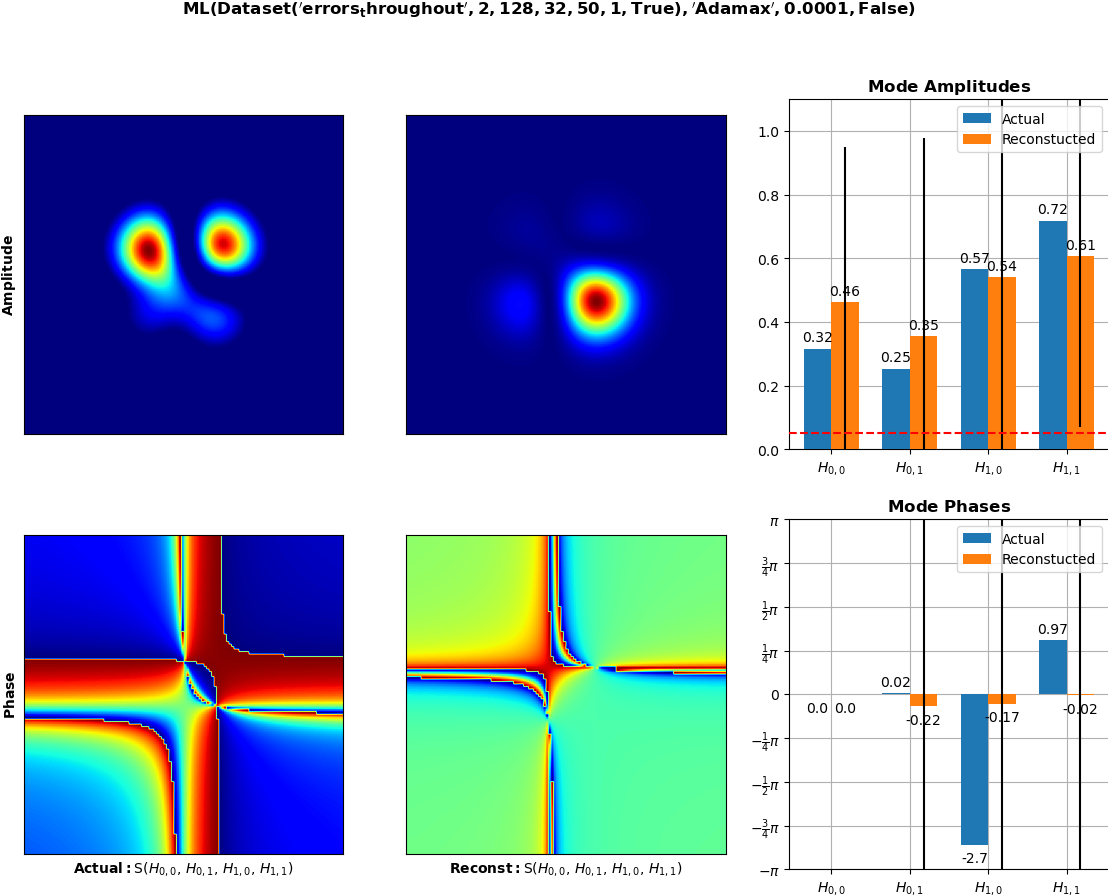 ML(Dataset('errors_throughout', 2, 128, 32, 50, 1, True), 'Adamax', 0.0001, False)
Amplitude
Mode Amplitudes
Actual
Reconstucted
1.0
0.8
0.6
0.4
0.2
0.0
0.32
0.46
0.25
0.35
0.57
0.54
0.72
0.61
H0,0
H0,1
H1,0
H1,1
Phase
Actual: S(H0,0, H0,1, H1,0, H1,1)
Reconst: S(H0,0, H0,1, H1,0, H1,1)
Mode Phases
Actual
Reconstucted
π
3/4π
1/2π
1/4π
0
−1/4π
−1/2π
−3/4π
−π
0.0
0.0
0.02
-0.22
-2.7
-0.17
0.97
-0.02
H0,0
H0,1
H1,0
H1,1